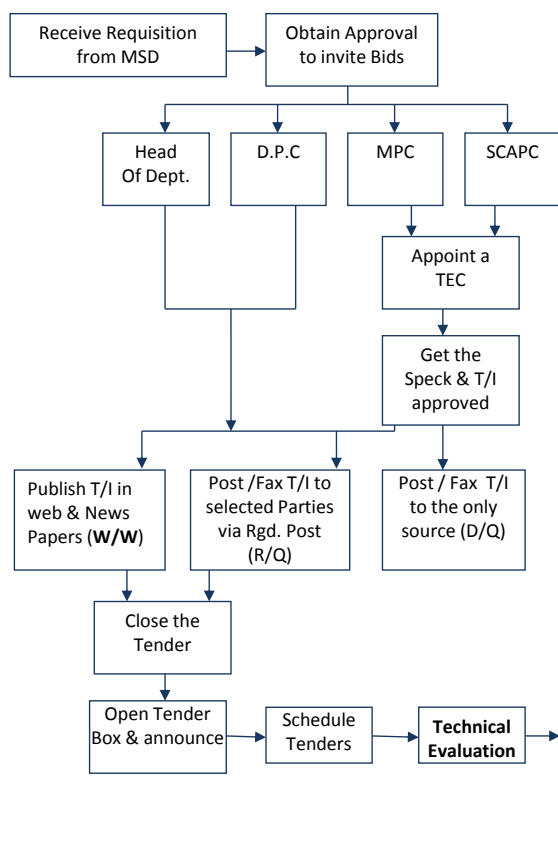 Receive Requisition
from MSD
Obtain Approval
to invite Bids
Head
Of Dept.
D.P.C
MPC
SCAPC
Appoint a
TEC
Get the
Speck & T/I
approved
Publish T/I in
web & News
Papers (W/W)
Post /Fax T/I to
selected Parties
via Rgd. Post
(R/Q)
Post / Fax T/I
to the only
source (D/Q)
Close the
Tender
Open Tender
Box & announce
Schedule
Tenders
Technical
Evaluation